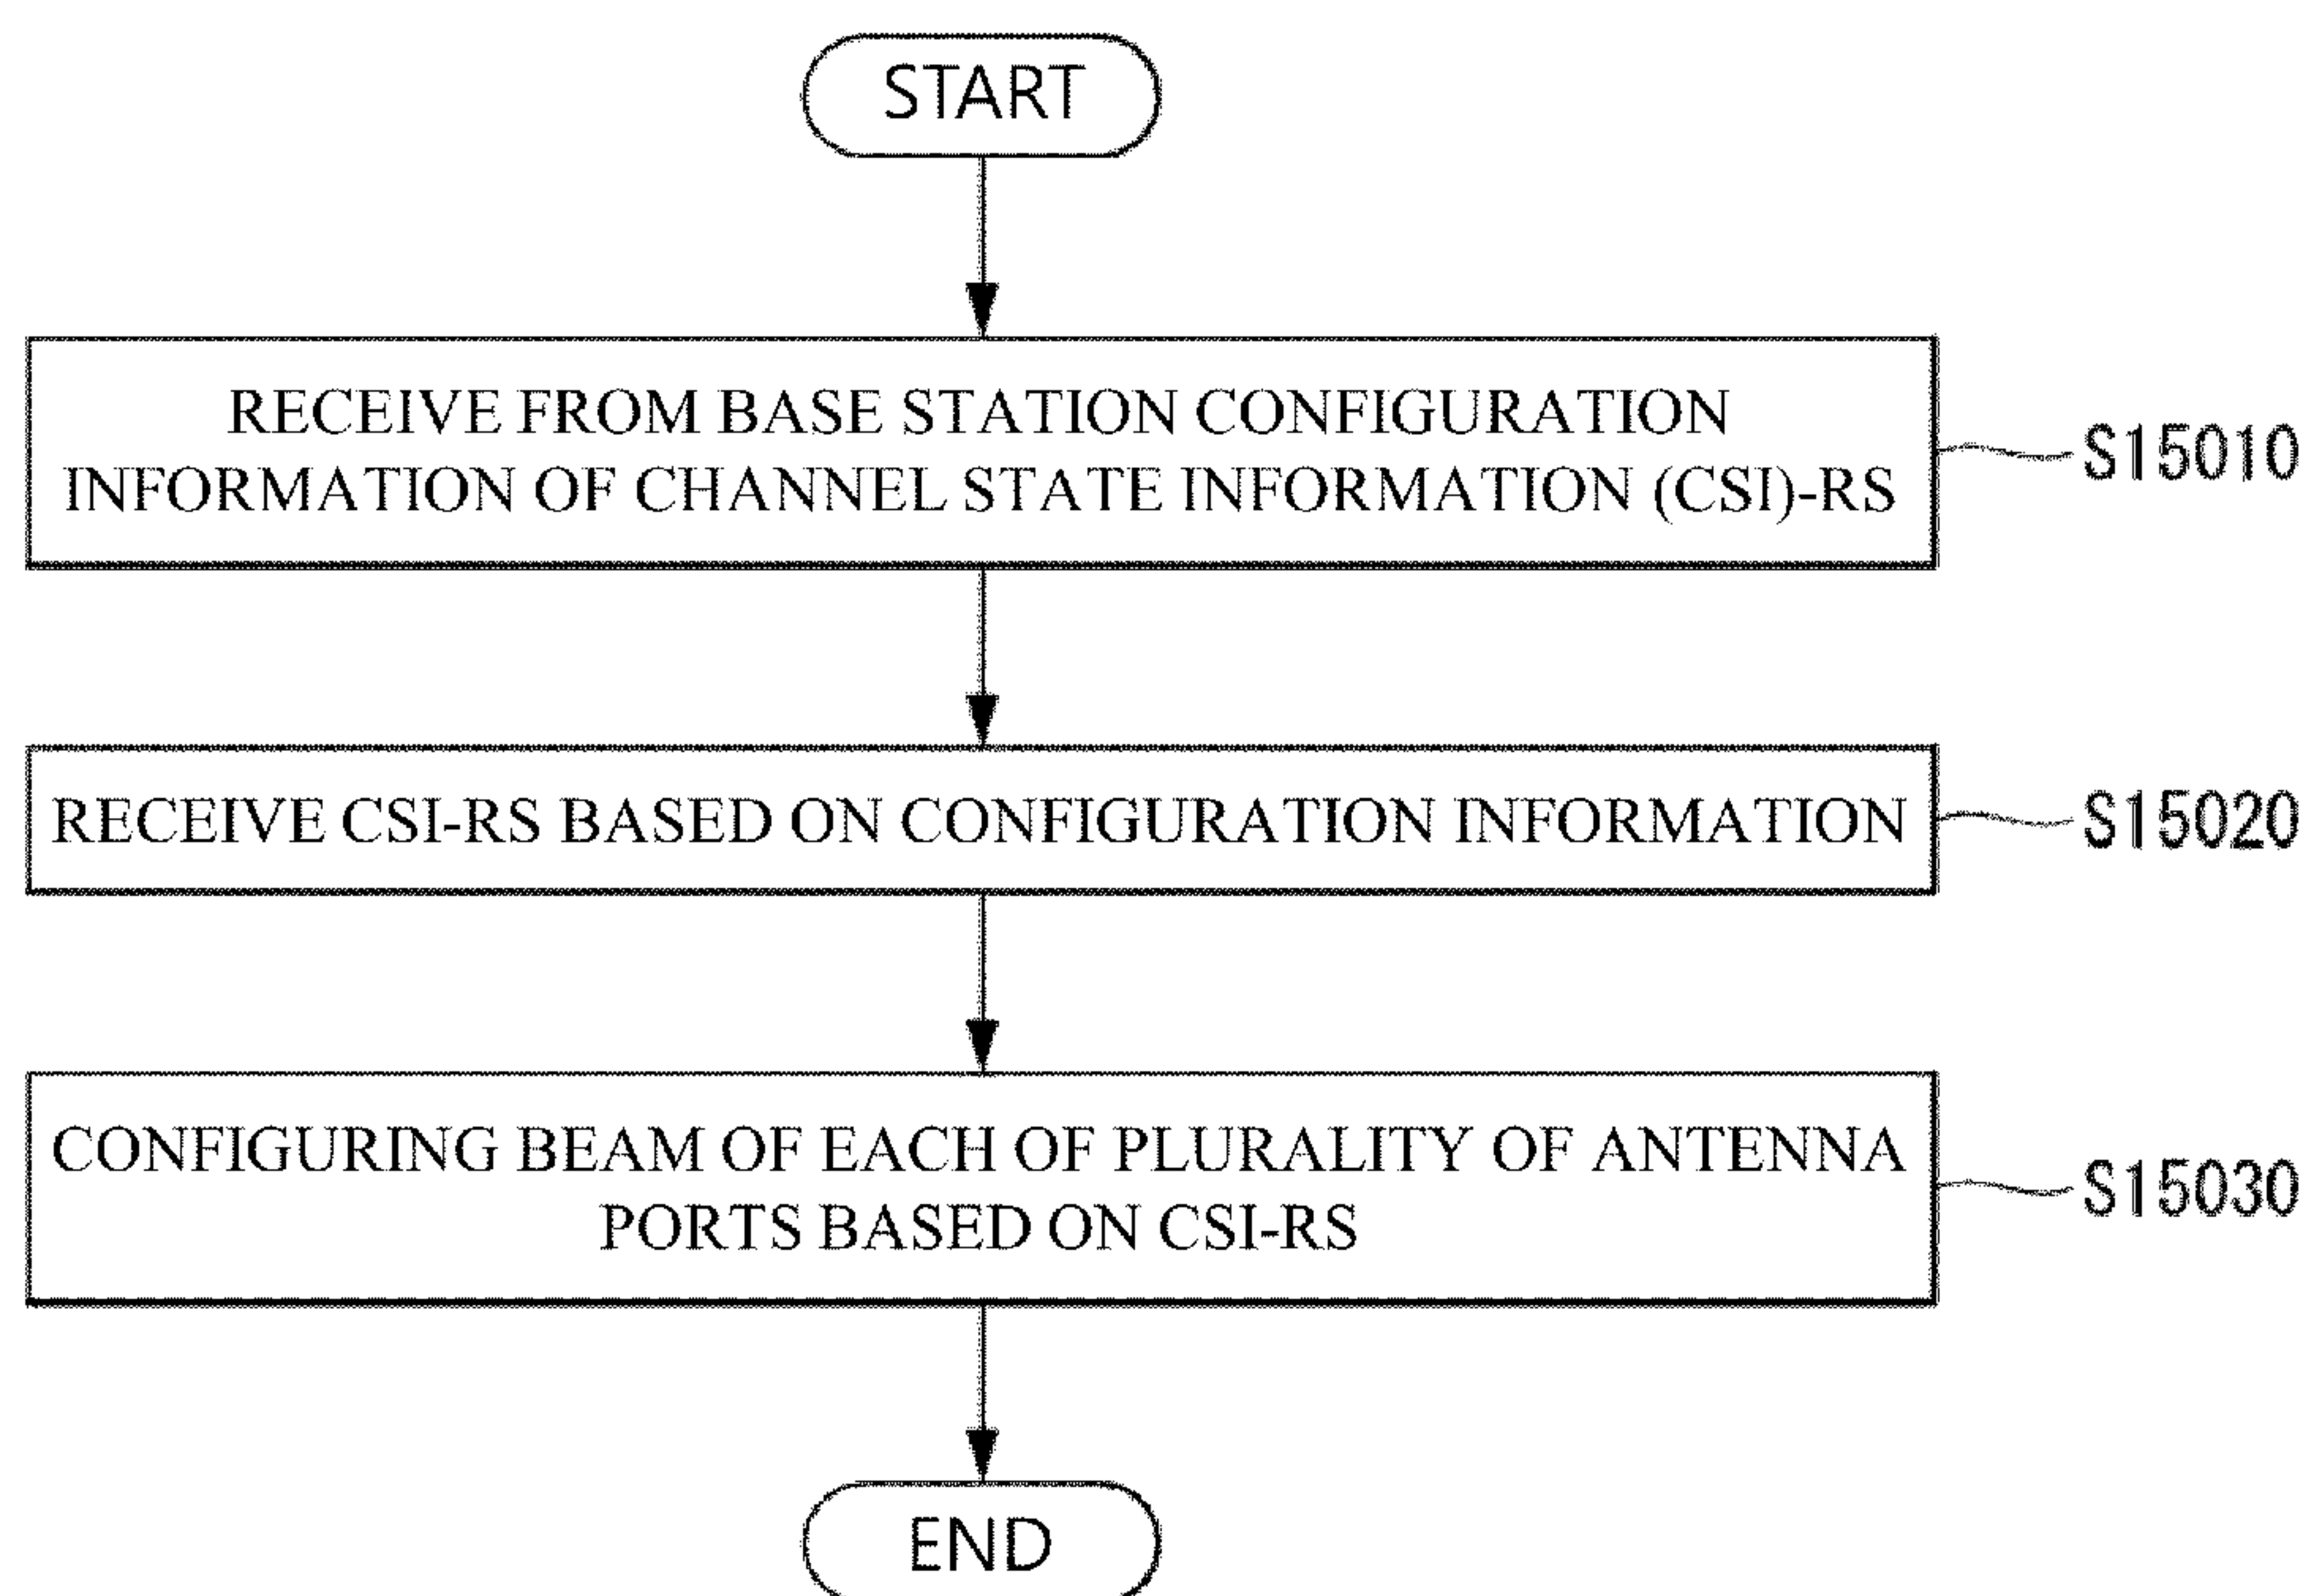 START
RECEIVE FROM BASE STATION CONFIGURATION
INFORMATION OF CHANNEL STATE INFORMATION (CSI)-RS
S15010
RECEIVE CSI-RS BASED ON CONFIGURATION INFORMATION
S15020
CONFIGURING BEAM OF EACH OF PLURALITY OF ANTENNA
PORTS BASED ON CSI-RS
S15030
END